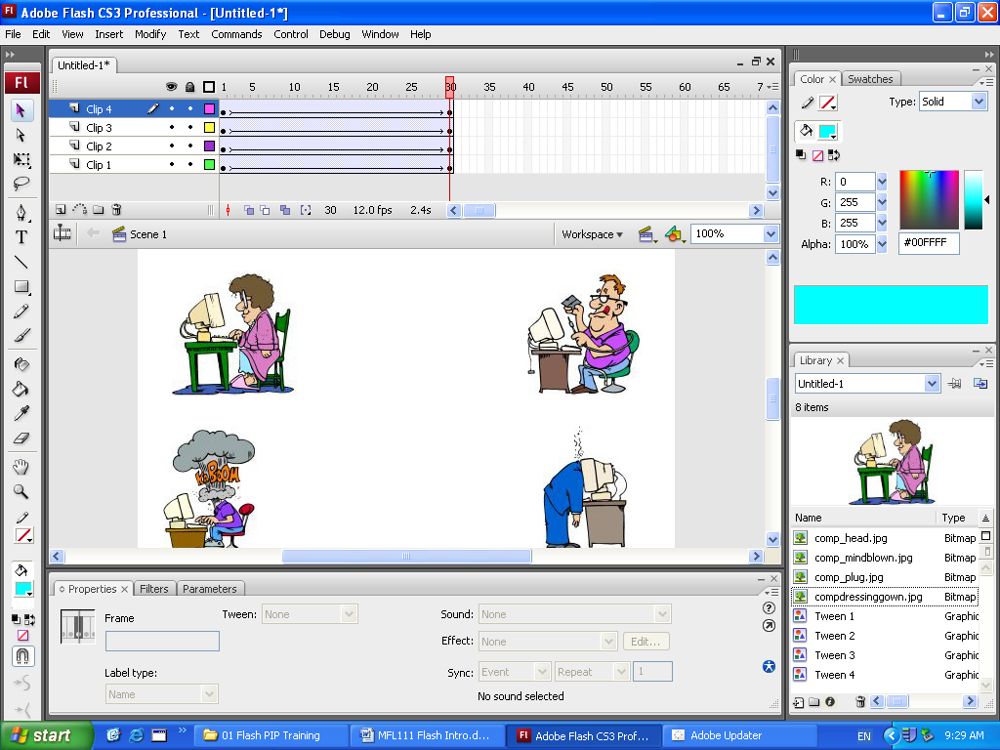 Fl Adobe Flash CS3 Professional - [Untitled-1*]
File Edit View Insert Modify Text Commands Control Debug Window Help
Untitled-1*
1 5 10 15 20 25 30 35 40 45 50 55 60 65 7
Clip 4
Clip 3
Clip 2
Clip 1
30 12.0 fps 2.4s
Scene 1 Workspace 100%
KABOOM
Properties Filters Parameters
Frame Tween: None Sound: None
Effect: None Edit...
Label type: Sync: Event Repeat 1
Name No sound selected
Fl
T
Color Swatches
Type: Solid
R: 0
G: 255
B: 255
Alpha: 100% #00FFFF
Library
Untitled-1
8 items
Name Type
comp_head.jpg Bitmap
comp_mindblown.jpg Bitmap
comp_plug.jpg Bitmap
compdressinggown.jpg Bitmap
Tween 1 Graphic
Tween 2 Graphic
Tween 3 Graphic
Tween 4 Graphic
start 01 Flash PIP Training MFL111 Flash Intro.d... Fl Adobe Flash CS3 Prof... Adobe Updater EN 9:29 AM